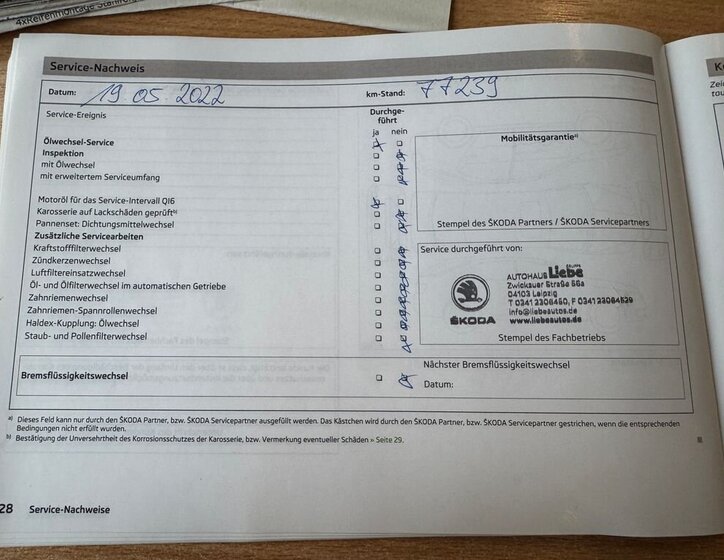 4xReifenmontage
Service-Nachweis
Datum: 19.05.2022 km-Stand: 77239
Service-Ereignis Durchge-
führt
ja nein
Ölwechsel-Service
Inspektion
mit Ölwechsel
mit erweitertem Serviceumfang
Motoröl für das Service-Intervall QI6
Karosserie auf Lackschäden geprüft b)
Pannenset: Dichtungsmittelwechsel
Zusätzliche Servicearbeiten
Kraftstofffilterwechsel
Zündkerzenwechsel
Luftfiltereinsatzwechsel
Öl- und Ölfilterwechsel im automatischen Getriebe
Zahnriemenwechsel
Zahnriemen-Spannrollenwechsel
Haldex-Kupplung: Ölwechsel
Staub- und Pollenfilterwechsel
Bremsflüssigkeitswechsel
Mobilitätsgarantie a)
Stempel des ŠKODA Partners / ŠKODA Servicepartners
Service durchgeführt von:
AUTOHAUS Liebe GRUPPE
Zwickauer Straße 56a
04103 Leipzig
info@liebeautos.de
www.liebeautos.de
ŠKODA
Stempel des Fachbetriebs
Nächster Bremsflüssigkeitswechsel
Datum:
a) Dieses Feld kann nur durch den ŠKODA Partner, bzw. ŠKODA Servicepartner ausgefüllt werden. Das Kästchen wird durch den ŠKODA Partner, bzw. ŠKODA Servicepartner gestrichen, wenn die entsprechenden
Bedingungen nicht erfüllt wurden.
b) Bestätigung der Unversehrtheit des Korrosionsschutzes der Karosserie, bzw. Vermerkung eventueller Schäden » Seite 29.
28 Service-Nachweise